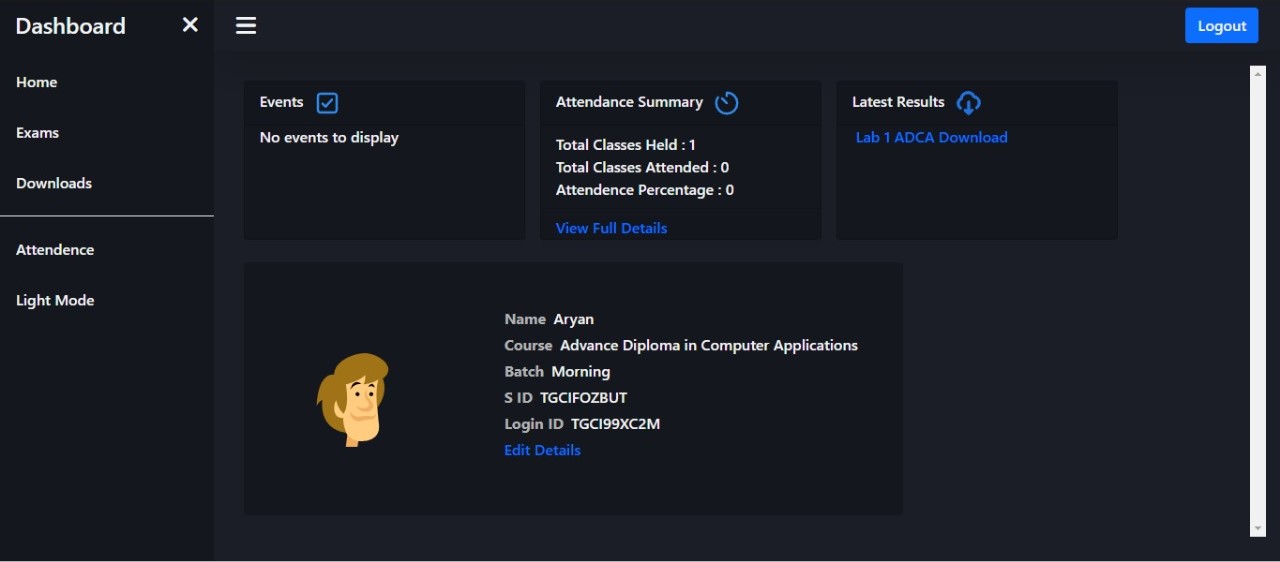 Dashboard
Home
Exams
Downloads
Attendence
Light Mode
Logout
Events
No events to display
Attendance Summary
Total Classes Held : 1
Total Classes Attended : 0
Attendence Percentage : 0
View Full Details
Latest Results
Lab 1 ADCA Download
Name Aryan
Course Advance Diploma in Computer Applications
Batch Morning
S ID TGCIFOZBUT
Login ID TGCI99XC2M
Edit Details